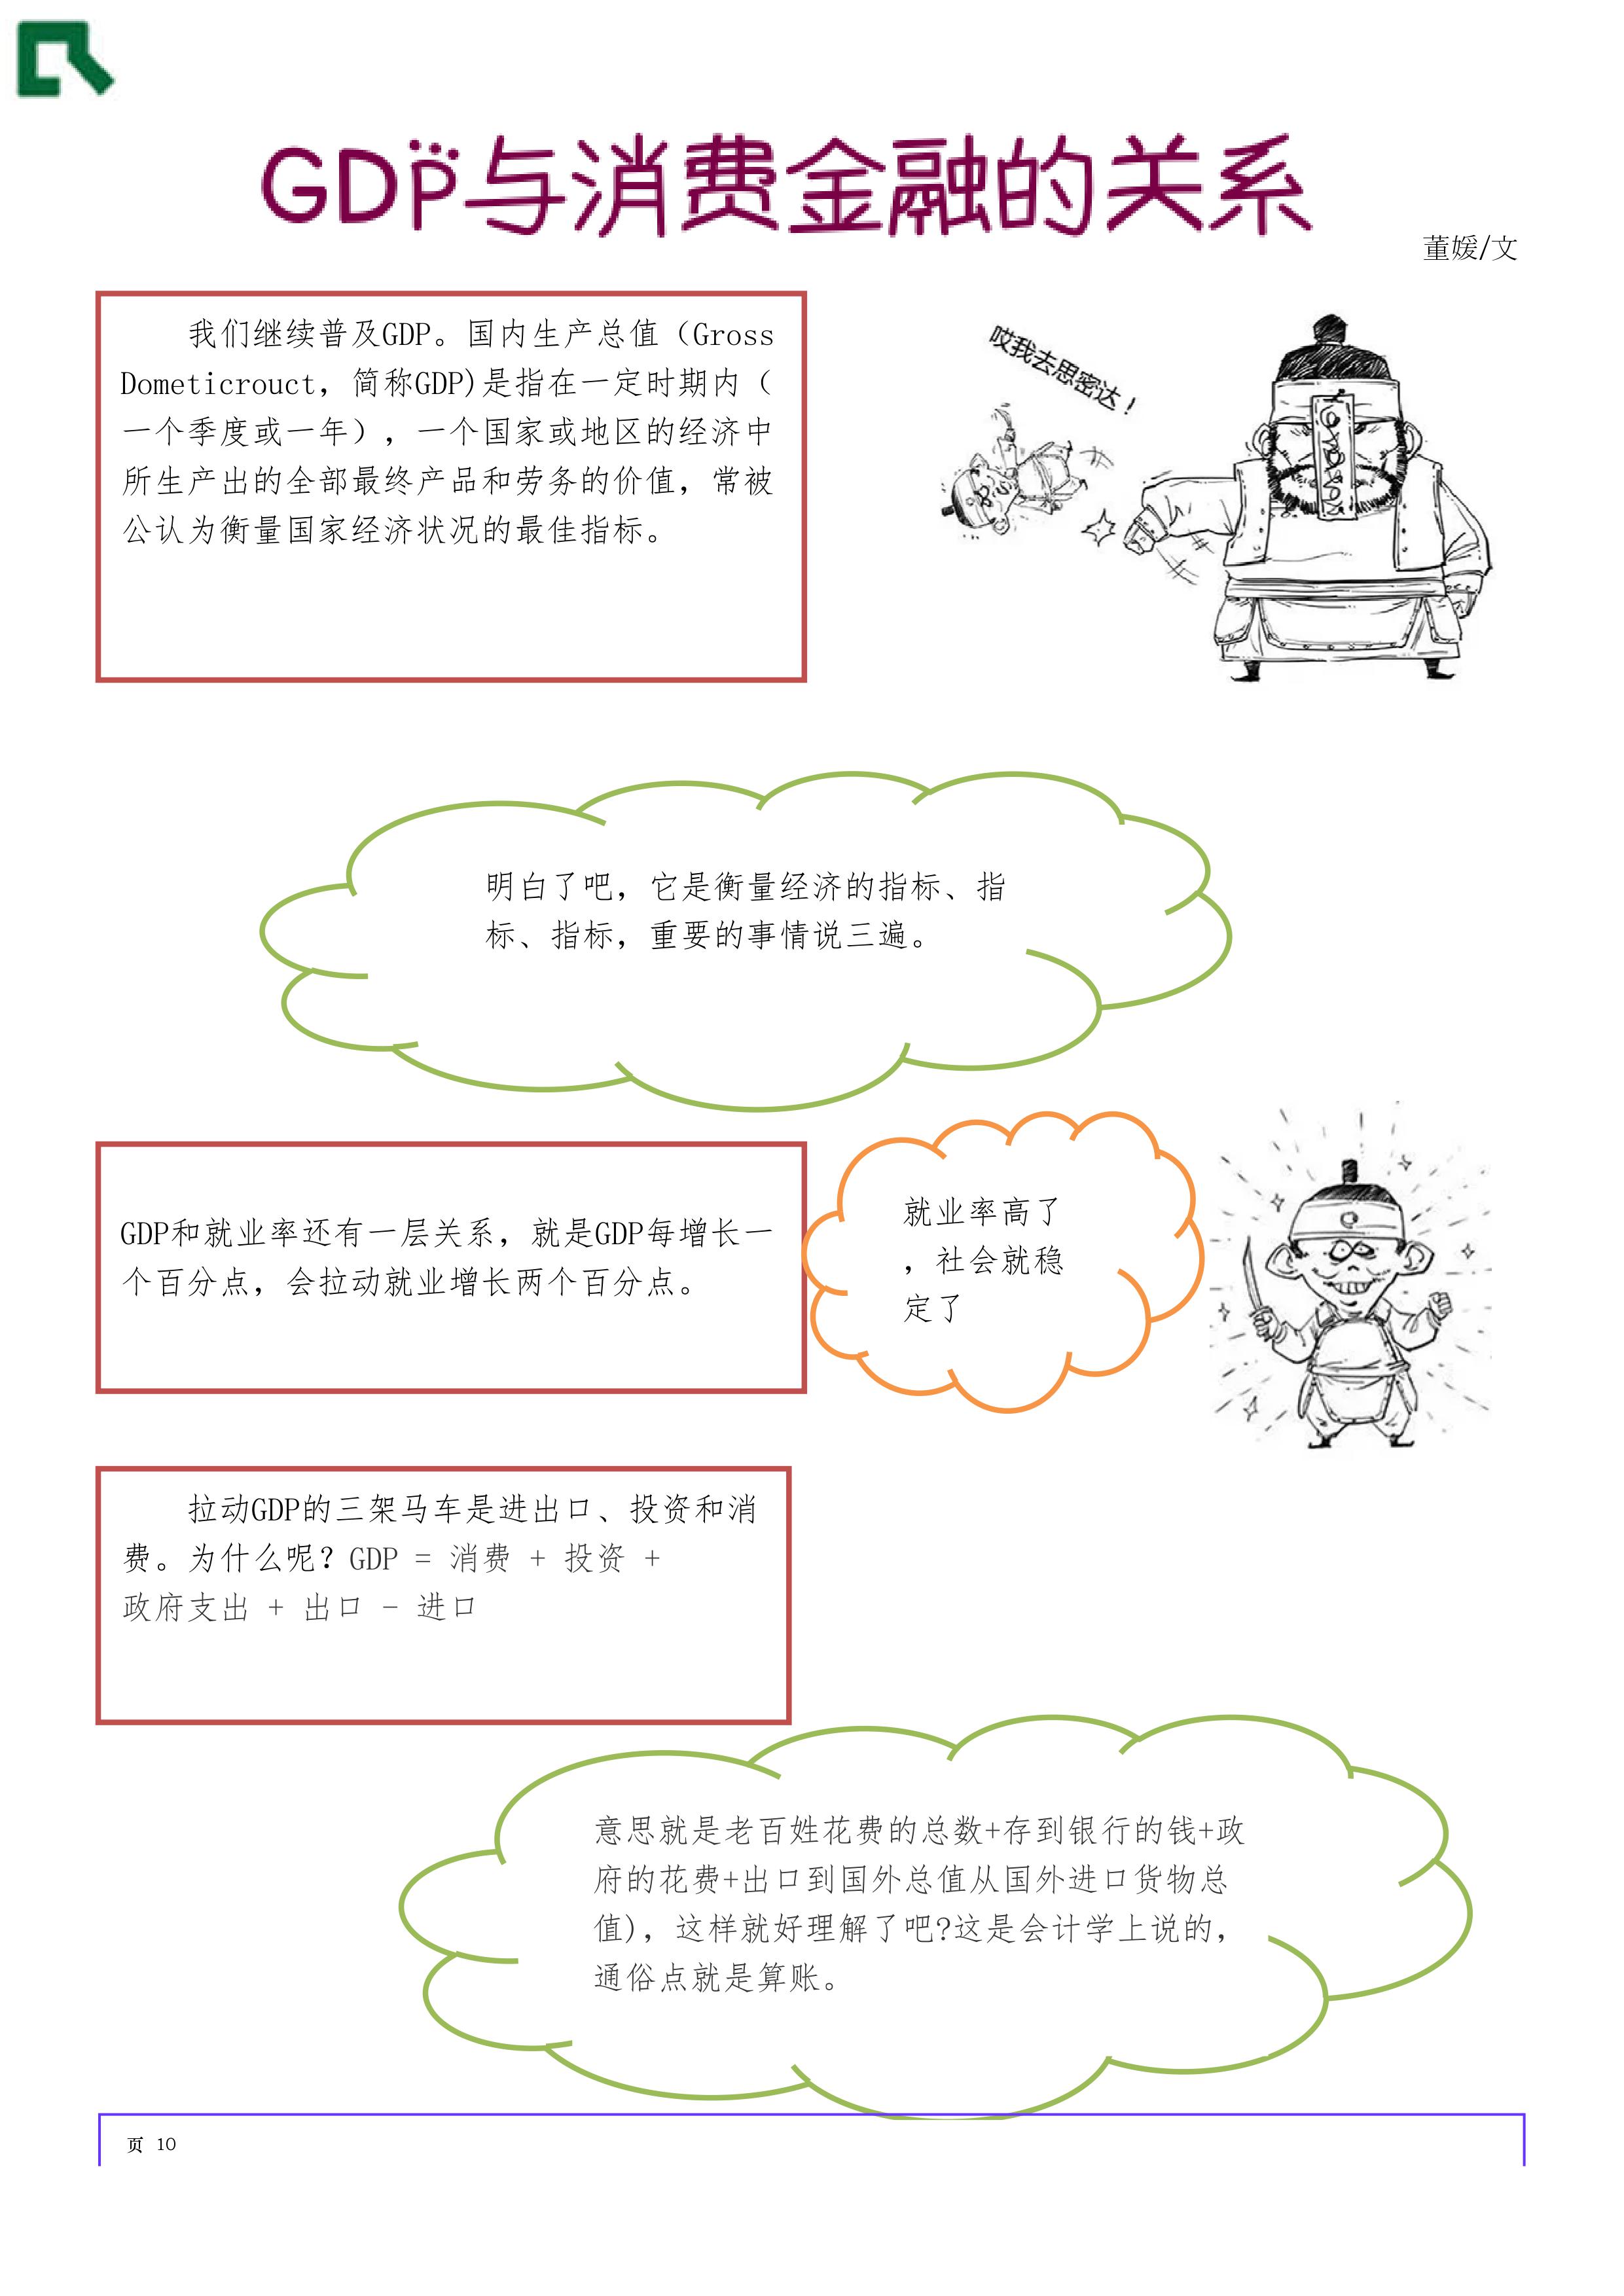 GDP与消费金融的关系
董媛/文
我们继续普及GDP。国内生产总值（Gross
Dometicrouct，简称GDP)是指在一定时期内（
一个季度或一年），一个国家或地区的经济中
所生产出的全部最终产品和劳务的价值，常被
公认为衡量国家经济状况的最佳指标。
哎我去思密达！
明白了吧，它是衡量经济的指标、指
标、指标，重要的事情说三遍。
GDP和就业率还有一层关系，就是GDP每增长一
个百分点，会拉动就业增长两个百分点。
就业率高了
，社会就稳
定了
拉动GDP的三架马车是进出口、投资和消
费。为什么呢？GDP = 消费 + 投资 +
政府支出 + 出口 - 进口
意思就是老百姓花费的总数+存到银行的钱+政
府的花费+出口到国外总值从国外进口货物总
值)，这样就好理解了吧?这是会计学上说的，
通俗点就是算账。
页 10